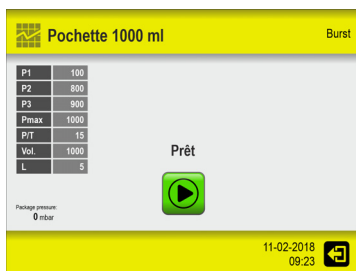 Pochette 1000 ml
Burst
P1 100
P2 800
P3 900
Pmax 1000
P/T 15
Vol. 1000
L 5
Prêt
Package pressure:
0 mbar
11-02-2018
09:23